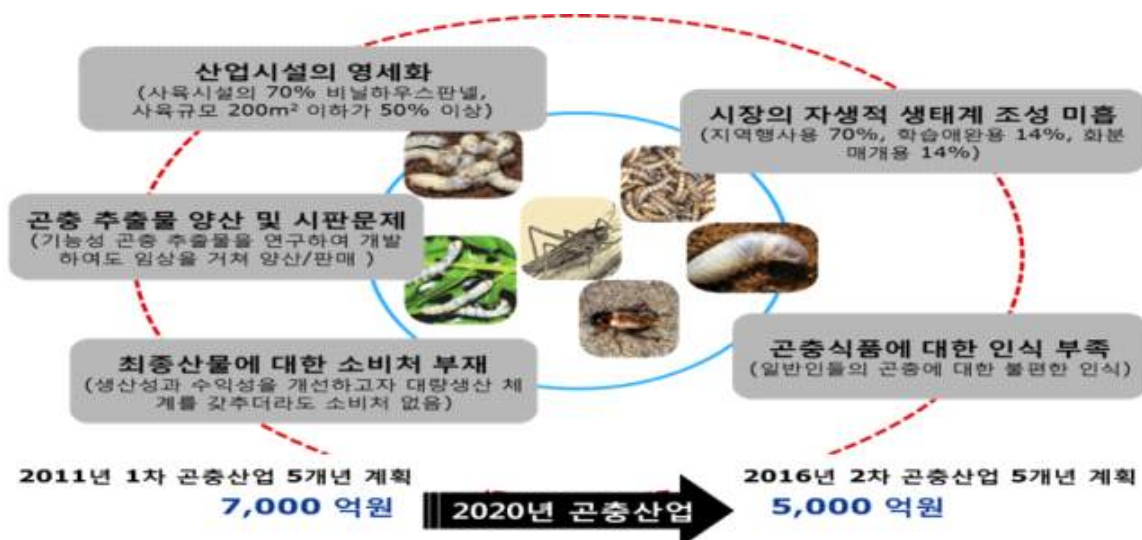 산업시설의 영세화
(사육시설의 70% 비닐하우스판넬,
사육규모 200m² 이하가 50% 이상)
시장의 자생적 생태계 조성 미흡
(지역행사용 70%, 학습애완용 14%, 화분
매개용 14%)
곤충 추출물 양산 및 시판문제
(기능성 곤충 추출물을 연구하여 개발
하여도 임상을 거쳐 양산/판매 )
최종산물에 대한 소비처 부재
(생산성과 수익성을 개선하고자 대량생산 체
계를 갖추더라도 소비처 없음)
곤충식품에 대한 인식 부족
(일반인들의 곤충에 대한 불편한 인식)
2011년 1차 곤충산업 5개년 계획
7,000 억원
2020년 곤충산업
2016년 2차 곤충산업 5개년 계획
5,000 억원